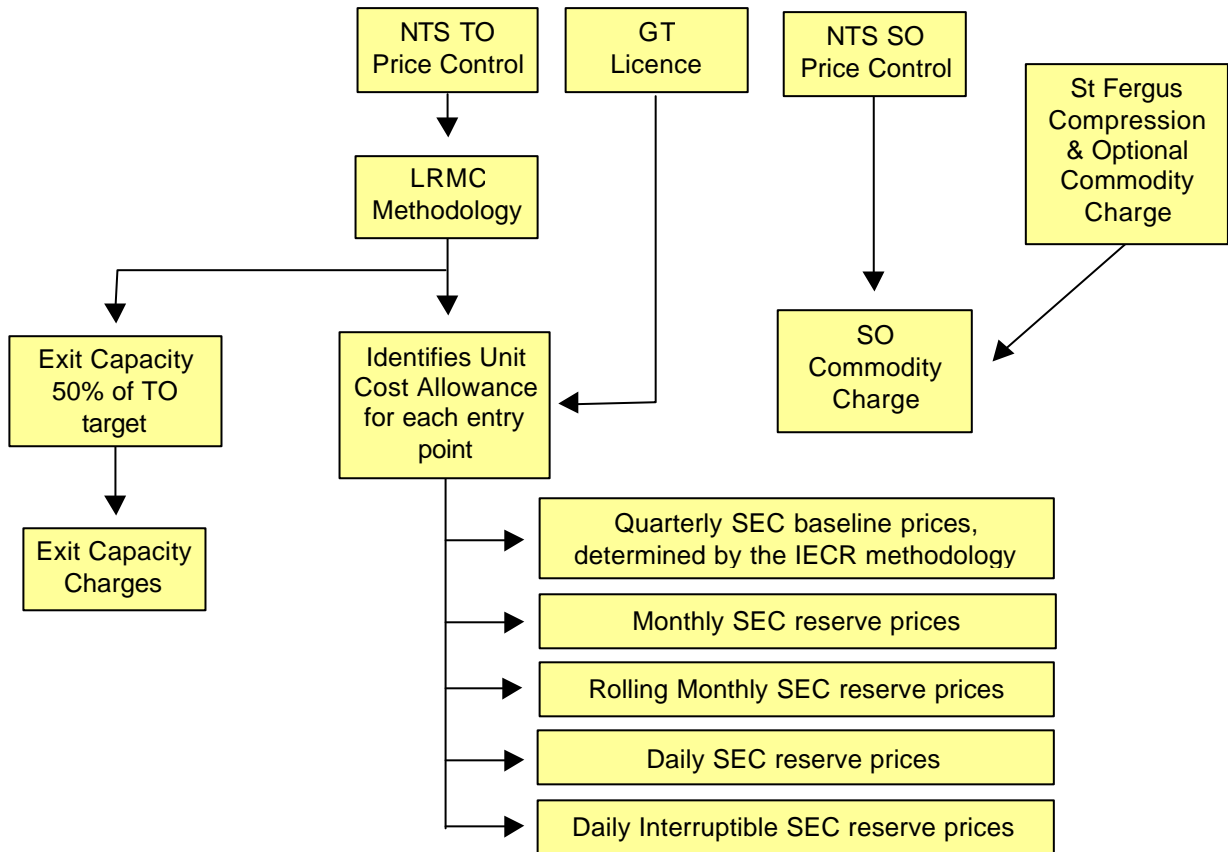 NTS TO
Price Control
GT
Licence
NTS SO
Price Control
St Fergus
Compression
& Optional
Commodity
Charge
LRMC
Methodology
Exit Capacity
50% of TO
target
Identifies Unit
Cost Allowance
for each entry
point
SO
Commodity
Charge
Exit Capacity
Charges
Quarterly SEC baseline prices,
determined by the IECR methodology
Monthly SEC reserve prices
Rolling Monthly SEC reserve prices
Daily SEC reserve prices
Daily Interruptible SEC reserve prices